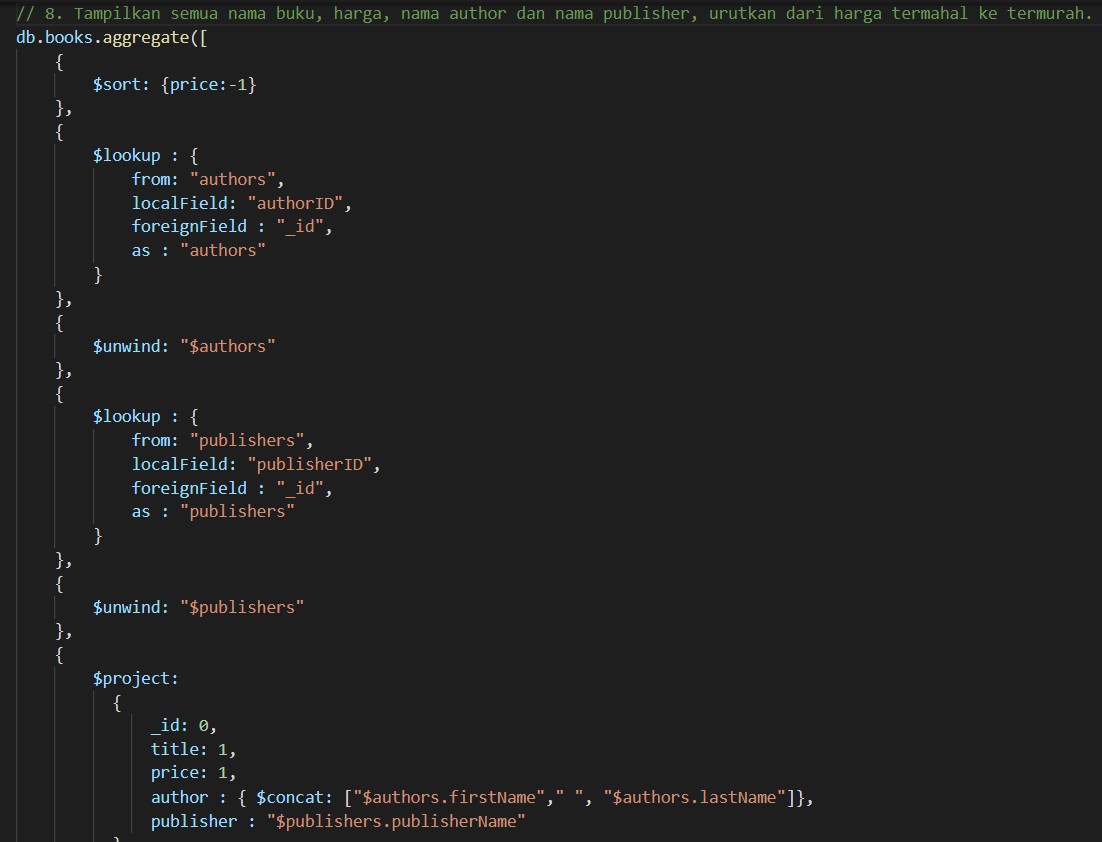 // 8. Tampilkan semua nama buku, harga, nama author dan nama publisher, urutkan dari harga termahal ke termurah.
db.books.aggregate([
    {
        $sort: {price:-1}
    },
    {
        $lookup : {
            from: "authors",
            localField: "authorID",
            foreignField : "_id",
            as : "authors"
        }
    },
    {
        $unwind: "$authors"
    },
    {
        $lookup : {
            from: "publishers",
            localField: "publisherID",
            foreignField : "_id",
            as : "publishers"
        }
    },
    {
        $unwind: "$publishers"
    },
    {
        $project:
          {
              _id: 0,
              title: 1,
              price: 1,
              author : { $concat: ["$authors.firstName"," ", "$authors.lastName"]},
              publisher : "$publishers.publisherName"
          }